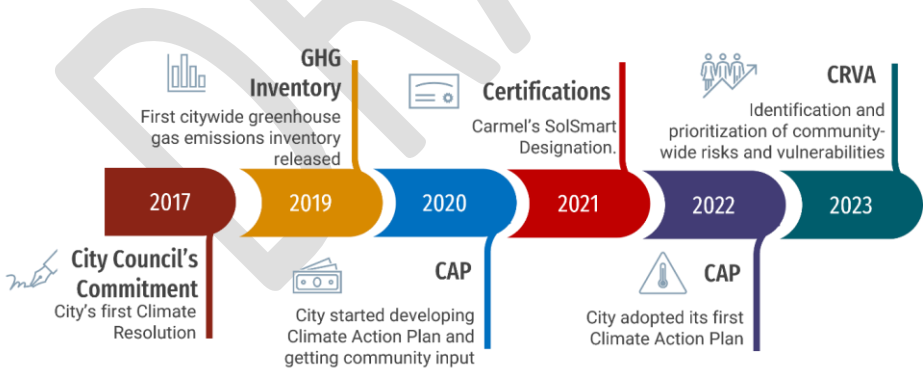 GHG
Inventory
First citywide greenhouse
gas emissions inventory
released
Certifications
Carmel's SolSmart
Designation.
CRVA
Identification and
prioritization of community-
wide risks and vulnerabilities
2017
2019
2020
2021
2022
2023
City Council's
Commitment
City's first Climate
Resolution
CAP
City started developing
Climate Action Plan and
getting community input
CAP
City adopted its first
Climate Action Plan